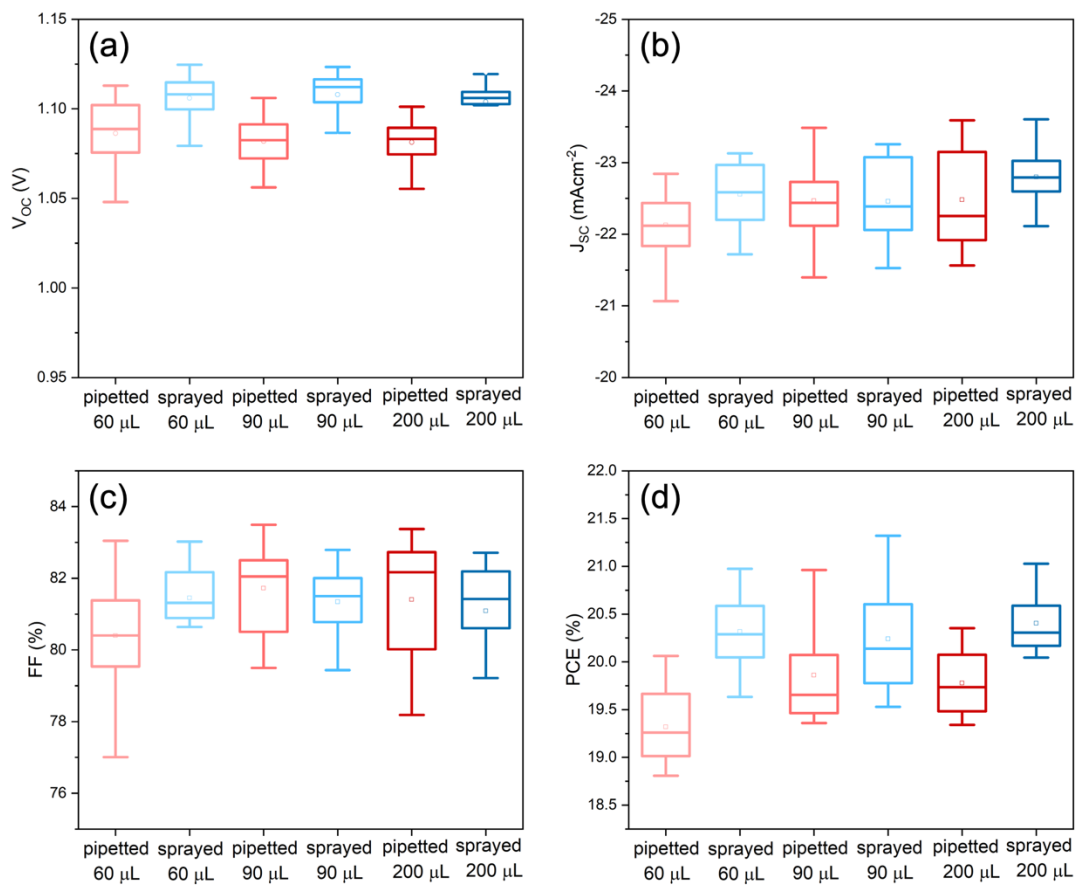 (a)
V_OC (V)
1.15
1.10
1.05
1.00
0.95
pipetted sprayed pipetted sprayed pipetted sprayed
60 μL 60 μL 90 μL 90 μL 200 μL 200 μL
(b)
J_SC (mAcm⁻²)
-25
-24
-23
-22
-21
-20
pipetted sprayed pipetted sprayed pipetted sprayed
60 μL 60 μL 90 μL 90 μL 200 μL 200 μL
(c)
FF (%)
84
82
80
78
76
pipetted sprayed pipetted sprayed pipetted sprayed
60 μL 60 μL 90 μL 90 μL 200 μL 200 μL
(d)
PCE (%)
22.0
21.5
21.0
20.5
20.0
19.5
19.0
18.5
pipetted sprayed pipetted sprayed pipetted sprayed
60 μL 60 μL 90 μL 90 μL 200 μL 200 μL